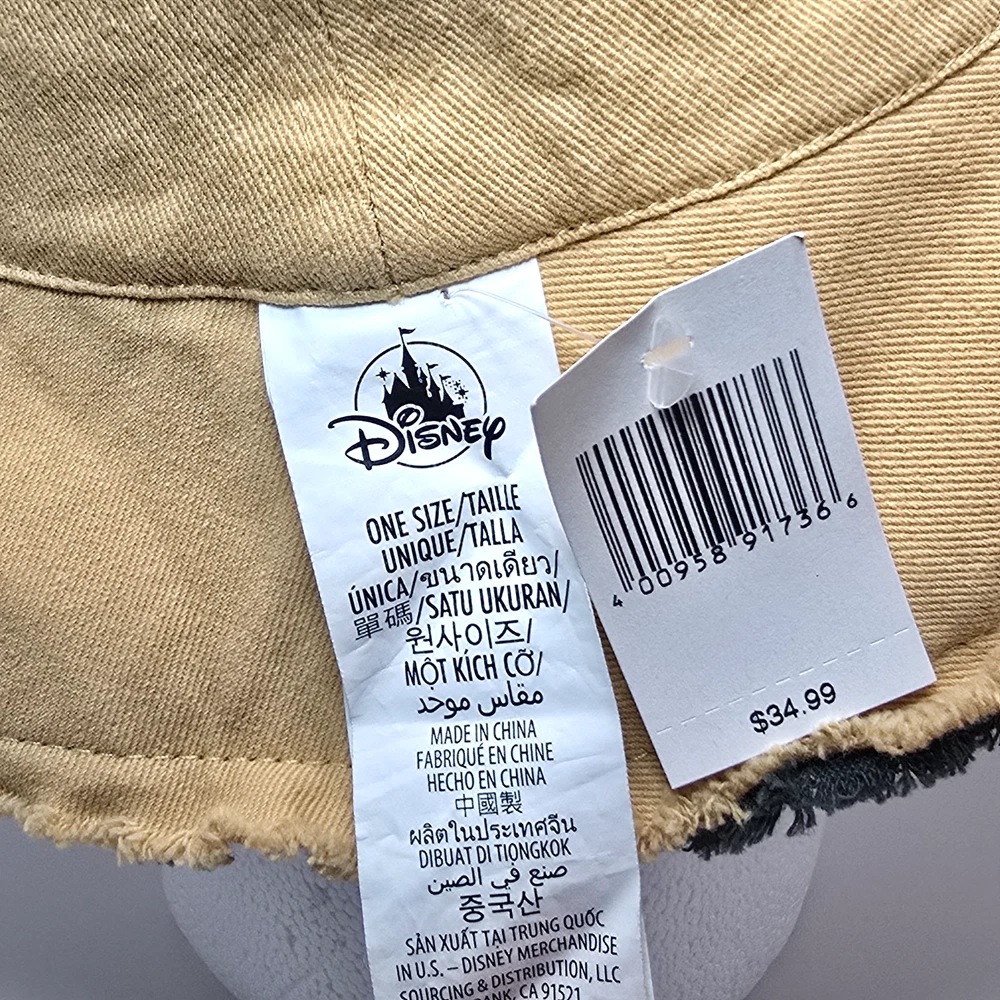 DISNEY
ONE SIZE/TAILLE
UNIQUE/TALLA
ÚNICA/ขนาดเดียว/
單碼/SATU UKURAN/
원사이즈/
MỘT KÍCH CỠ/
مقاس موحد
MADE IN CHINA
FABRIQUÉ EN CHINE
HECHO EN CHINA
中國製
ผลิตในประเทศจีน
DIBUAT DI TIONGKOK
صنع في الصين
중국산
SẢN XUẤT TẠI TRUNG QUỐC
IN U.S. – DISNEY MERCHANDISE
SOURCING & DISTRIBUTION, LLC
CA 91521
4 00958 91736 6
$34.99